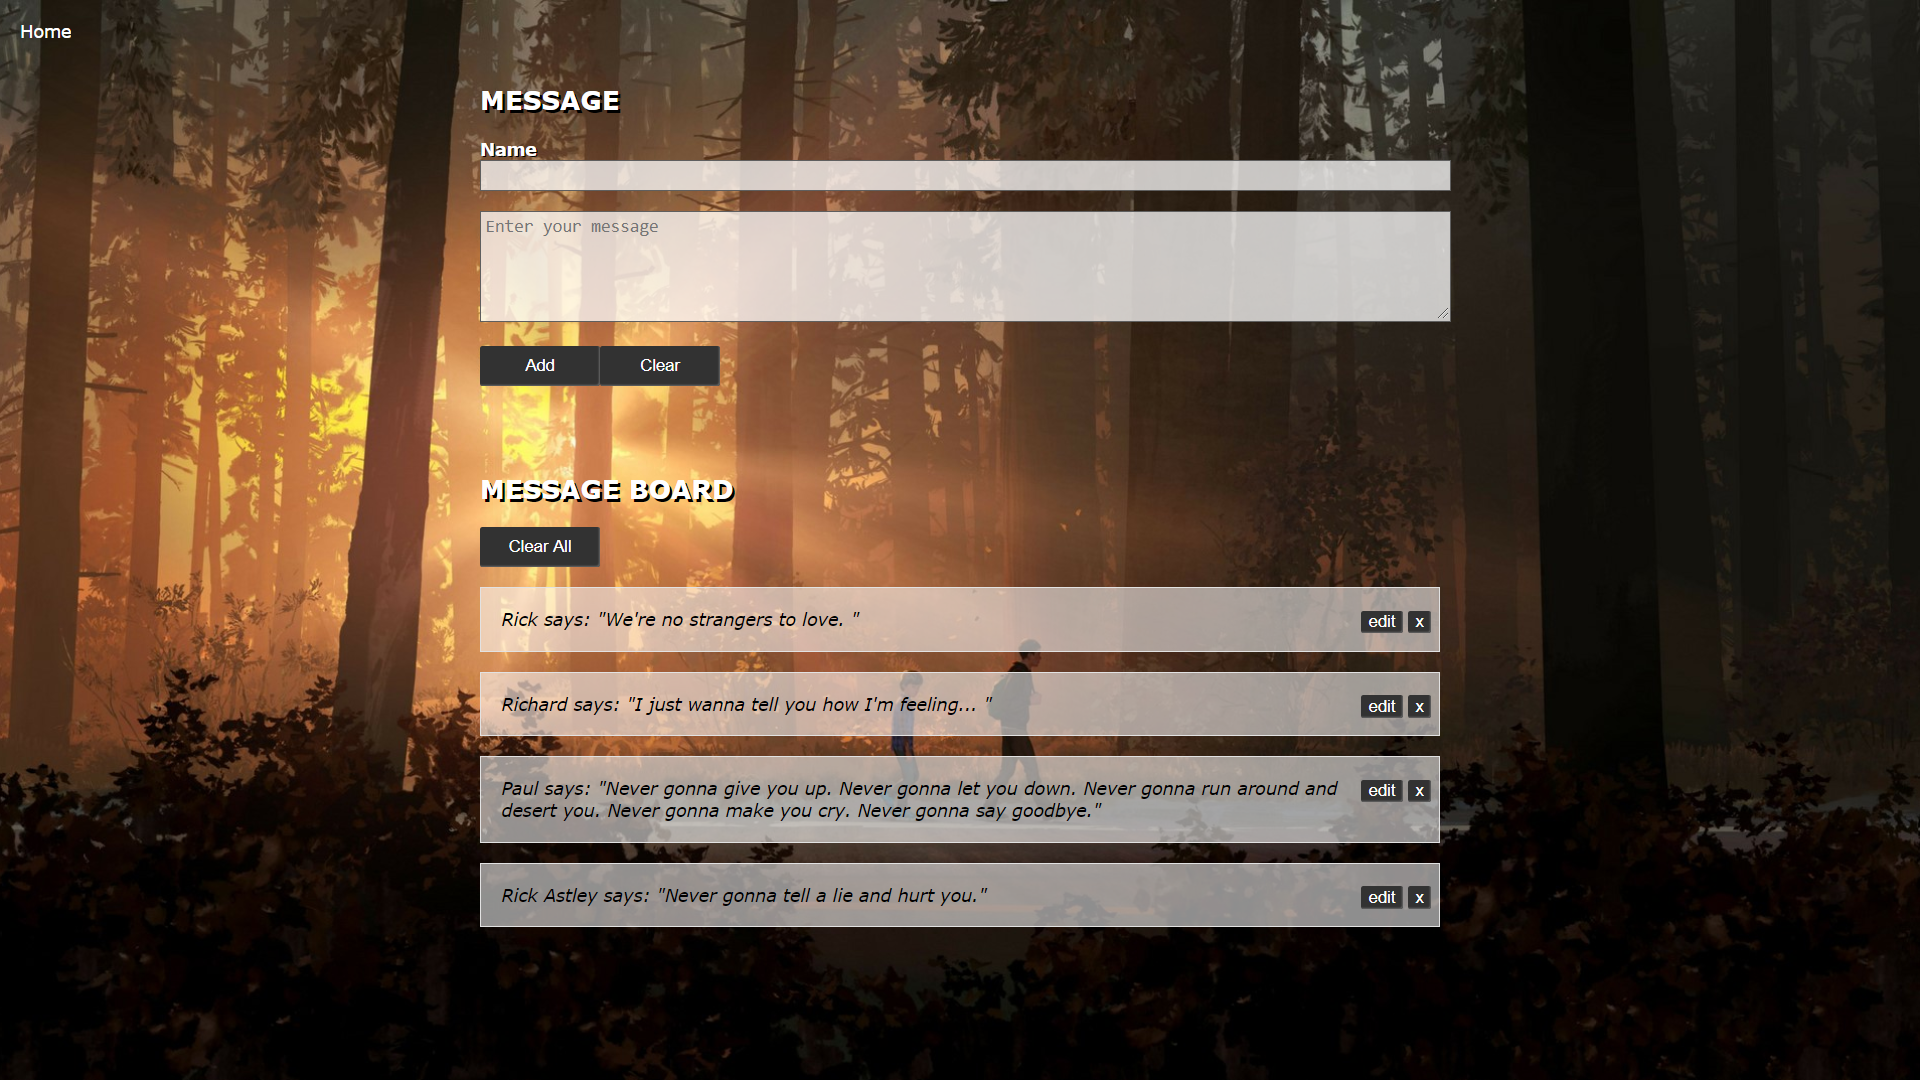 Home
MESSAGE
Name
Enter your message
Add Clear
MESSAGE BOARD
Clear All
Rick says: "We're no strangers to love. " edit x
Richard says: "I just wanna tell you how I'm feeling... " edit x
Paul says: "Never gonna give you up. Never gonna let you down. Never gonna run around and edit x
desert you. Never gonna make you cry. Never gonna say goodbye."
Rick Astley says: "Never gonna tell a lie and hurt you." edit x